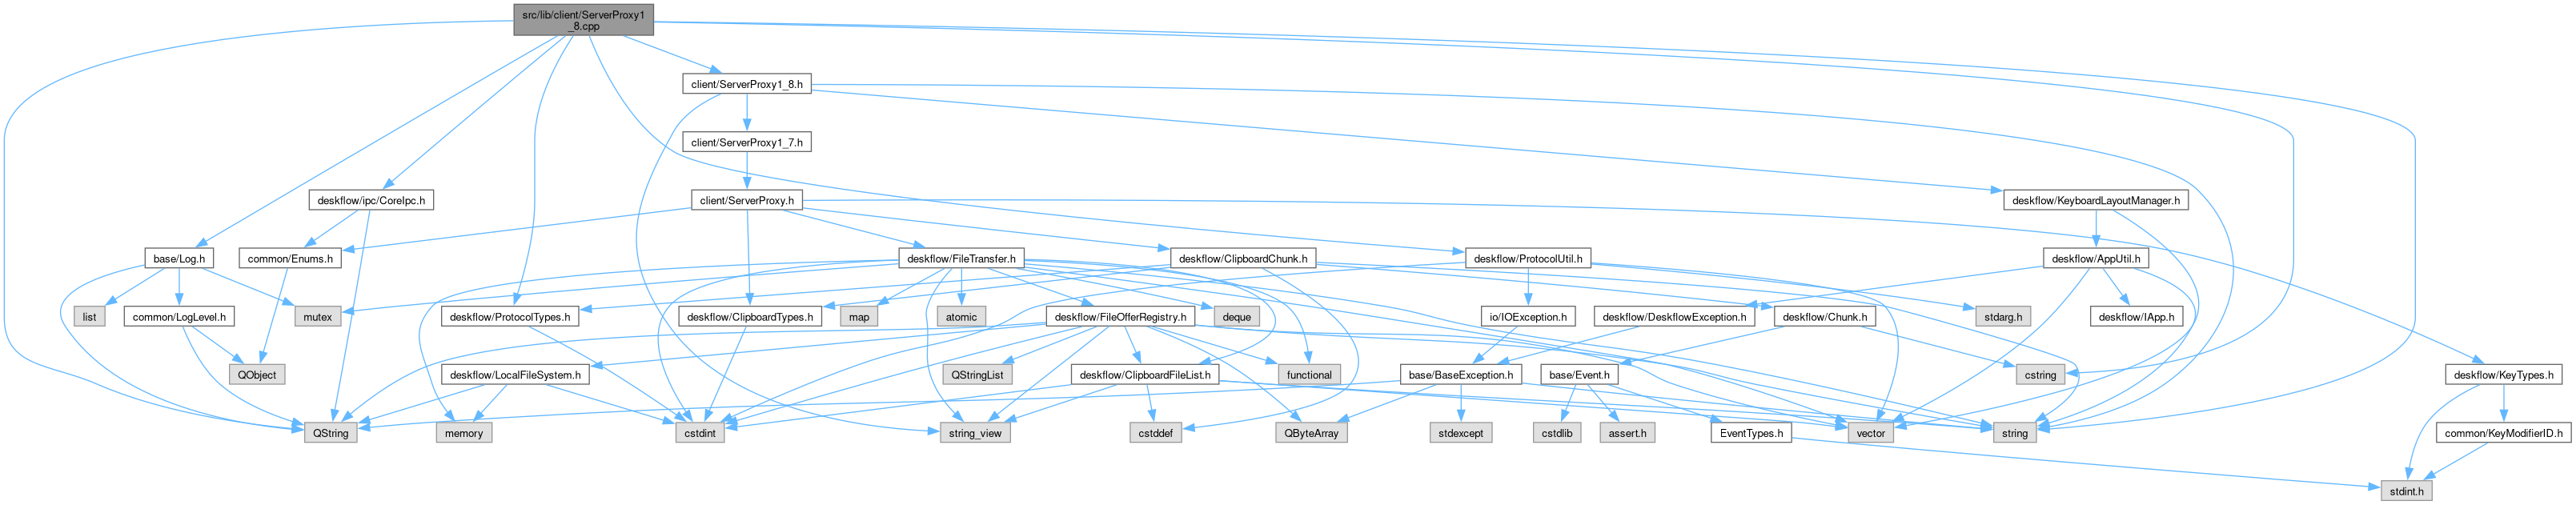 src/lib/client/ServerProxy1
_8.cpp
client/ServerProxy1_8.h
client/ServerProxy1_7.h
deskflow/ipc/CoreIpc.h
client/ServerProxy.h
deskflow/KeyboardLayoutManager.h
base/Log.h
common/Enums.h
deskflow/FileTransfer.h
deskflow/ClipboardChunk.h
deskflow/ProtocolUtil.h
deskflow/AppUtil.h
list
common/LogLevel.h
mutex
deskflow/ProtocolTypes.h
deskflow/ClipboardTypes.h
map
atomic
deskflow/FileOfferRegistry.h
deque
io/IOException.h
deskflow/DeskflowException.h
deskflow/Chunk.h
stdarg.h
deskflow/IApp.h
QObject
deskflow/LocalFileSystem.h
QStringList
deskflow/ClipboardFileList.h
functional
base/BaseException.h
base/Event.h
cstring
deskflow/KeyTypes.h
QString
memory
cstdint
string_view
cstddef
QByteArray
stdexcept
cstdlib
assert.h
EventTypes.h
vector
string
common/KeyModifierID.h
stdint.h